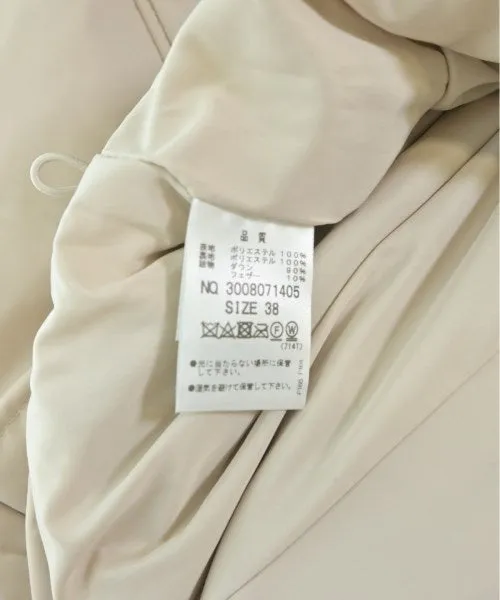 品 質
表地 ポリエステル 100%
裏地 ポリエステル 100%
詰物 ダウン 90%
フェザー 10%
NO 3008071405
SIZE 38
F W
(714T)
●光に当たらない場所に保管
して下さい。
●湿気を避けて保管して下さい。